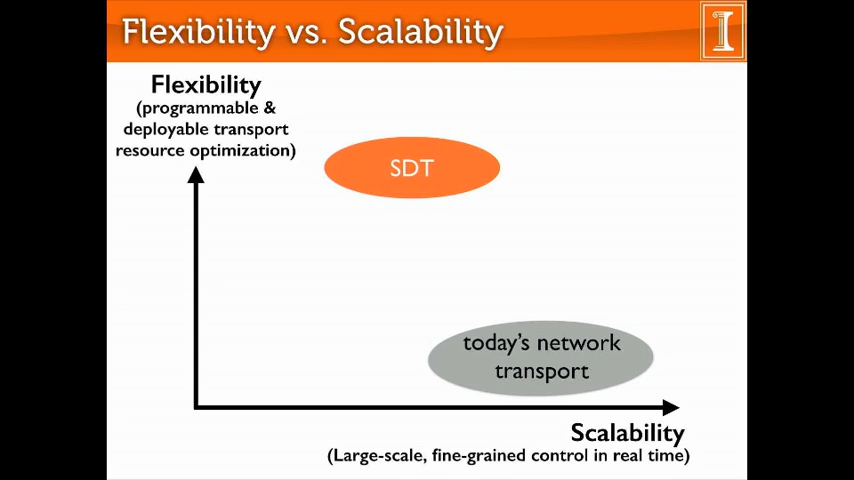 Flexibility vs. Scalability
Flexibility
(programmable &
deployable transport
resource optimization)
SDT
today's network
transport
Scalability
(Large-scale, fine-grained control in real time)